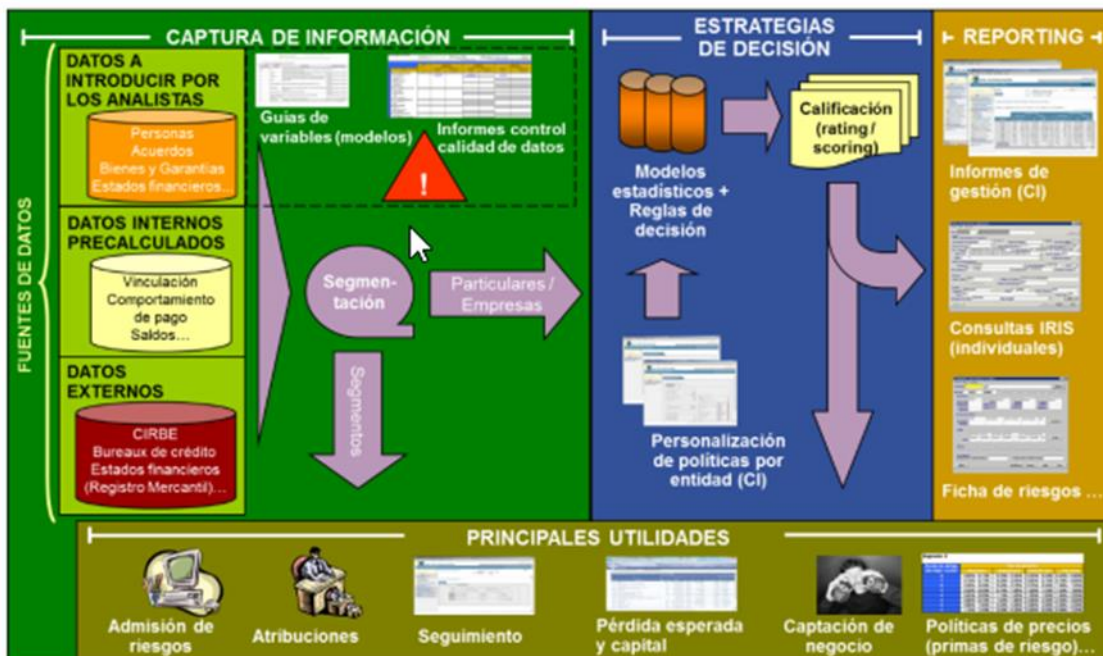 CAPTURA DE INFORMACIÓN
FUENTES DE DATOS
DATOS A
INTRODUCIR POR
LOS ANALISTAS
Personas
Acuerdos
Bienes y Garantías
Estados financieros…
DATOS INTERNOS
PRECALCULADOS
Vinculación
Comportamiento
de pago
Saldos…
DATOS
EXTERNOS
CIRBE
Bureaux de crédito
Estados financieros
(Registro Mercantil)…
Guias de
variables (modelos)
Informes control
calidad de datos
!
Segmen-
tación
Particulares /
Empresas
Segmentos
ESTRATEGIAS
DE DECISIÓN
Modelos
estadísticos +
Reglas de
decisión
Calificación
(rating /
scoring)
Personalización
de políticas por
entidad (CI)
REPORTING
Informes de
gestión (CI)
Consultas IRIS
(individuales)
Ficha de riesgos …
PRINCIPALES UTILIDADES
Admisión de
riesgos
Atribuciones
Seguimiento
Pérdida esperada
y capital
Captación de
negocio
Políticas de precios
(primas de riesgo)…